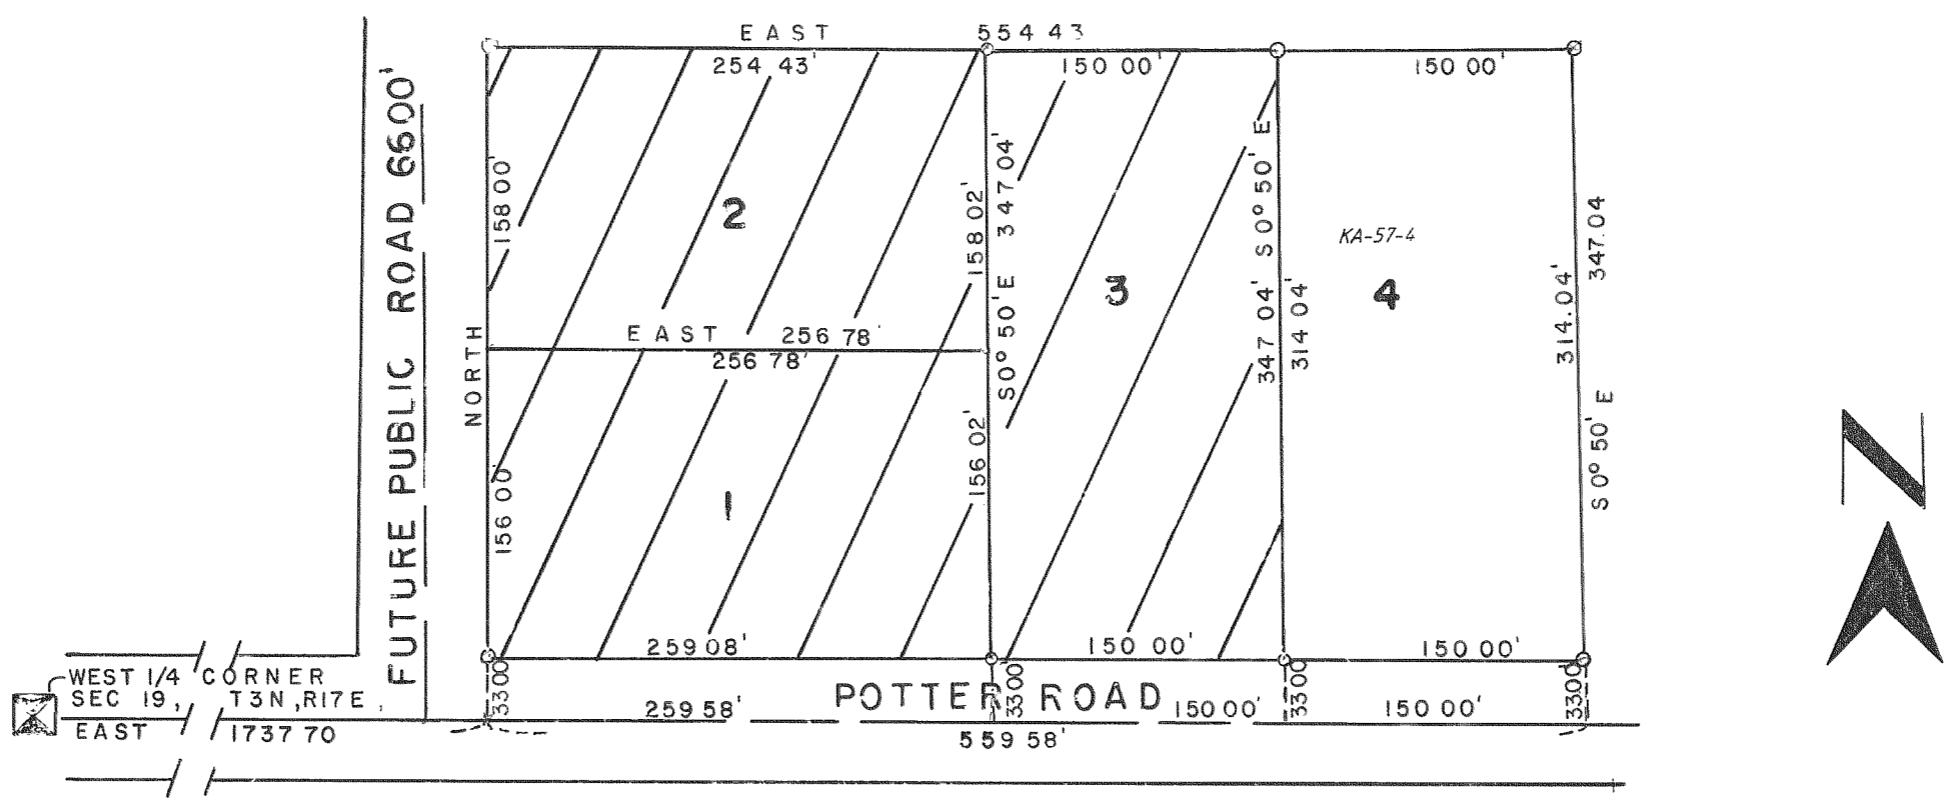 EAST 554 43
254 43' 150 00' 150 00'
FUTURE PUBLIC ROAD 66 00'
NORTH
158 00'
2
158 02'
S 0° 50' E 347 04'
3
S 0° 50' E
347 04'
314 04'
KA-57-4
4
314.04'
347.04
S 0° 50' E
EAST 256 78'
256 78'
156 00'
1
156 02'
259 08' 150 00' 150 00'
WEST 1/4 CORNER
SEC 19, T3N, R17E,
EAST 1737 70
33 00
POTTER ROAD
33 00
33 00
33 00
259 58' 150 00' 150 00'
559 58'
N